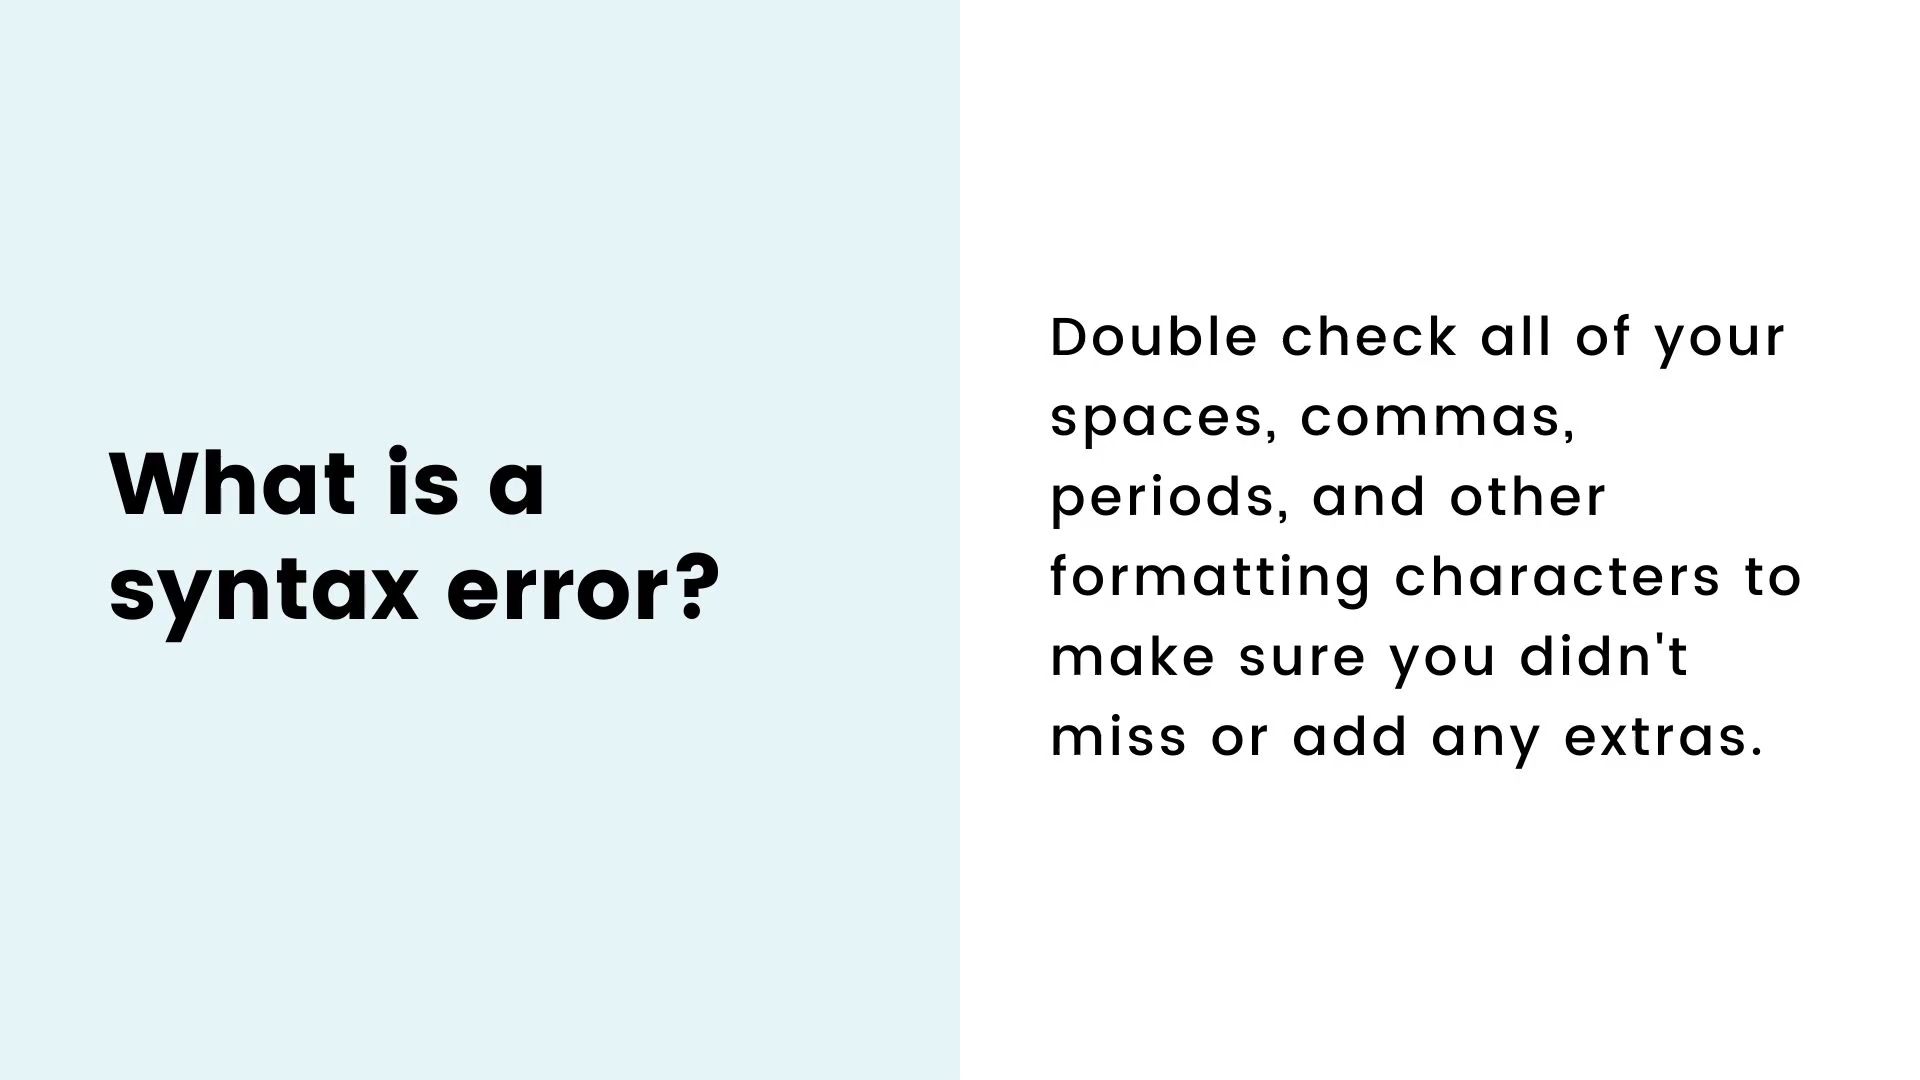 What is a
syntax error?
Double check all of your
spaces, commas,
periods, and other
formatting characters to
make sure you didn't
miss or add any extras.